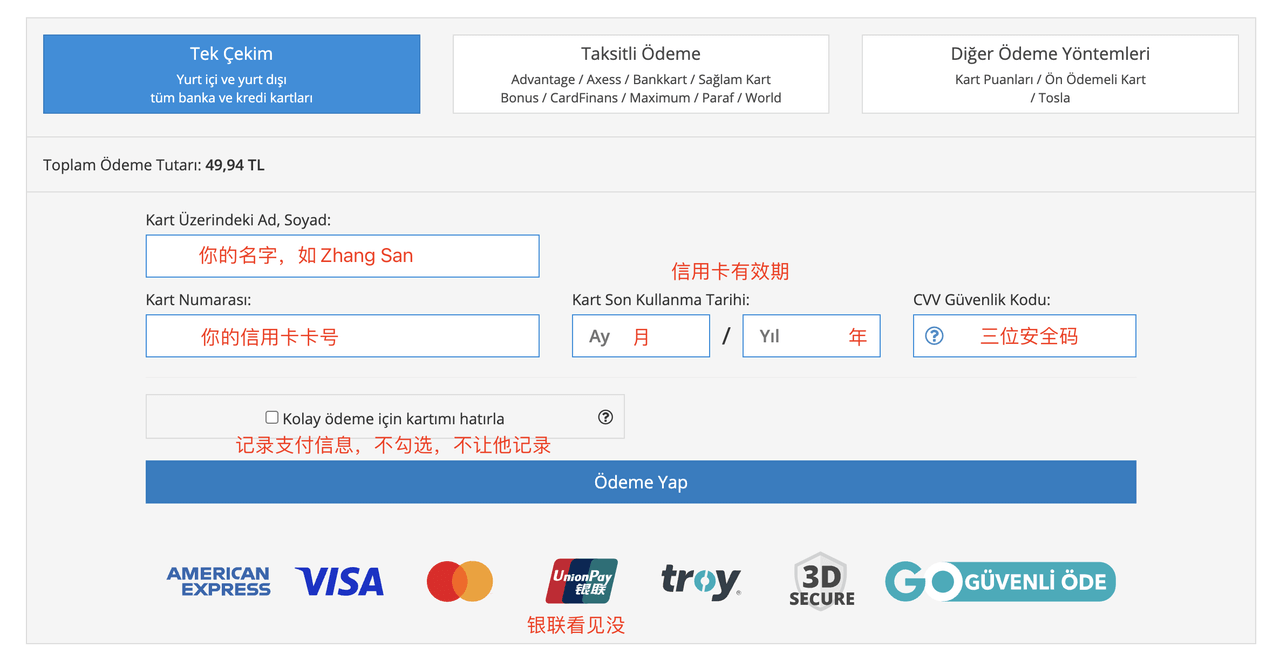 Tek Çekim
Yurt içi ve yurt dışı
tüm banka ve kredi kartları
Taksitli Ödeme
Advantage / Axess / Bankkart / Sağlam Kart
Bonus / CardFinans / Maximum / Paraf / World
Diğer Ödeme Yöntemleri
Kart Puanları / Ön Ödemeli Kart
/ Tosla
Toplam Ödeme Tutarı: 49,94 TL
Kart Üzerindeki Ad, Soyad:
你的名字，如 Zhang San
信用卡有效期
Kart Numarası:
Kart Son Kullanma Tarihi:
CVV Güvenlik Kodu:
你的信用卡卡号
Ay 月 / Yıl 年
? 三位安全码
Kolay ödeme için kartımı hatırla ?
记录支付信息，不勾选，不让他记录
Ödeme Yap
AMERICAN
EXPRESS
VISA
UnionPay
银联
troy
3D
SECURE
GO GÜVENLİ ÖDE
银联看见没